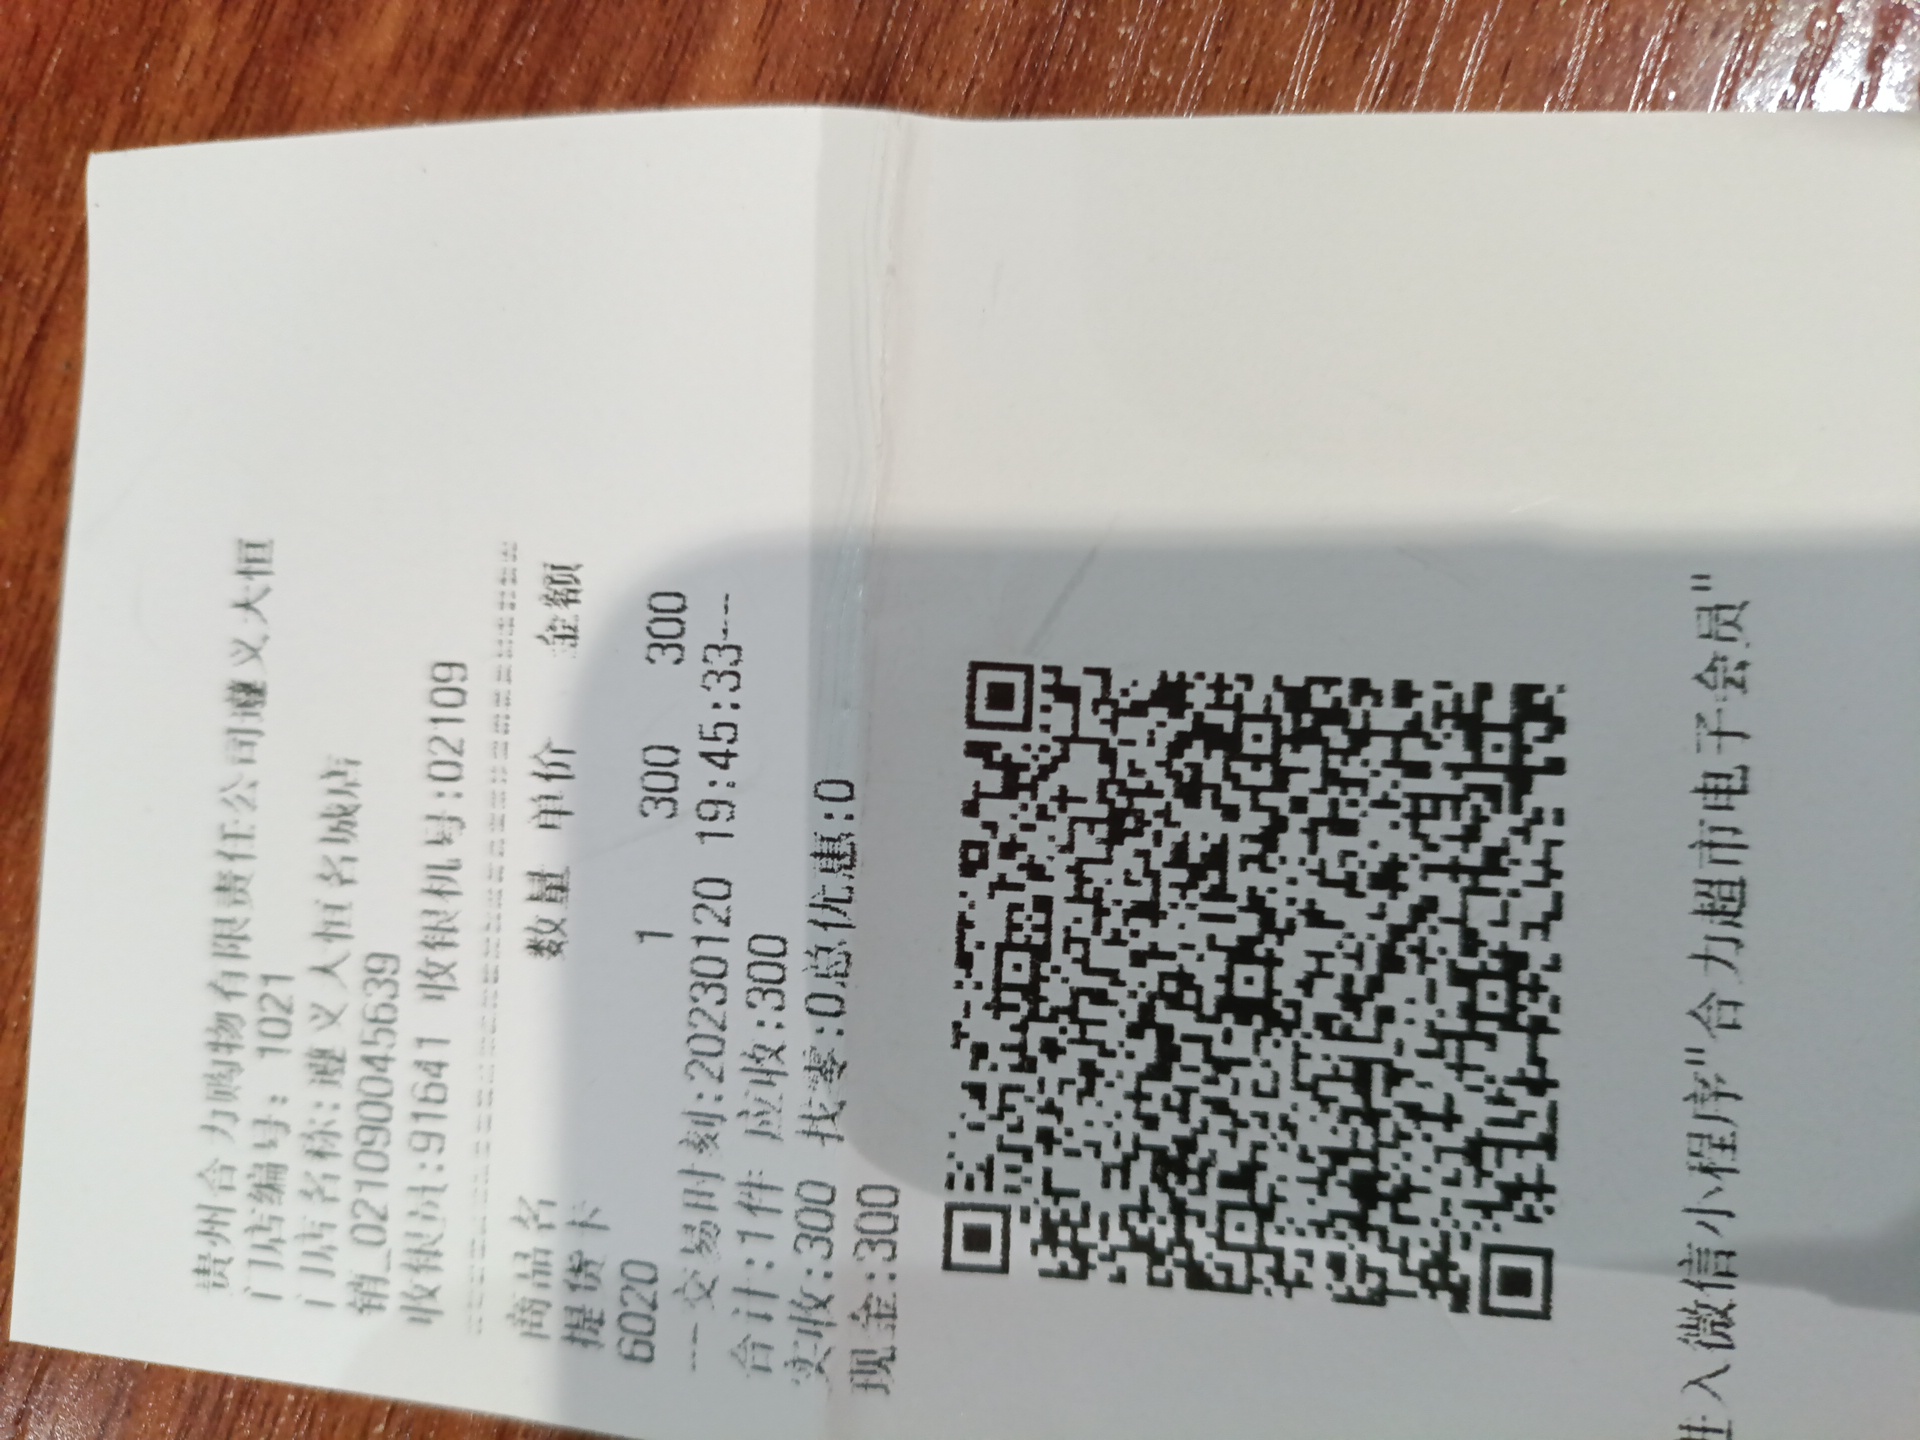 贵州合力购物有限责任公司遵义大恒
门店编号: 1021
门店名称:遵义大恒名城店
销_021090045639
收银员:91641 收银机号:02109
商品名 数量 单价 金额
提货卡
6020 1 300 300
---交易时刻:20230120 19:45:33---
合计:1件 应收:300
实收:300 找零:0总优惠:0
现金:300
进入微信小程序"合力超市电子会员"